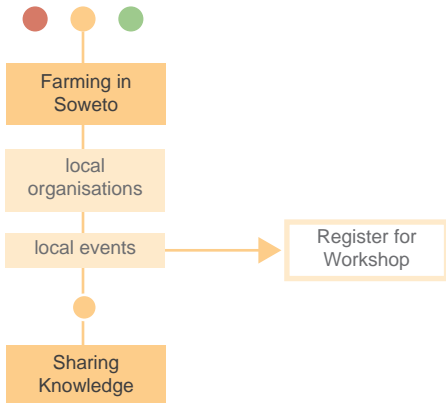 Farming in
Soweto
local
organisations
local events
Register for
Workshop
Sharing
Knowledge